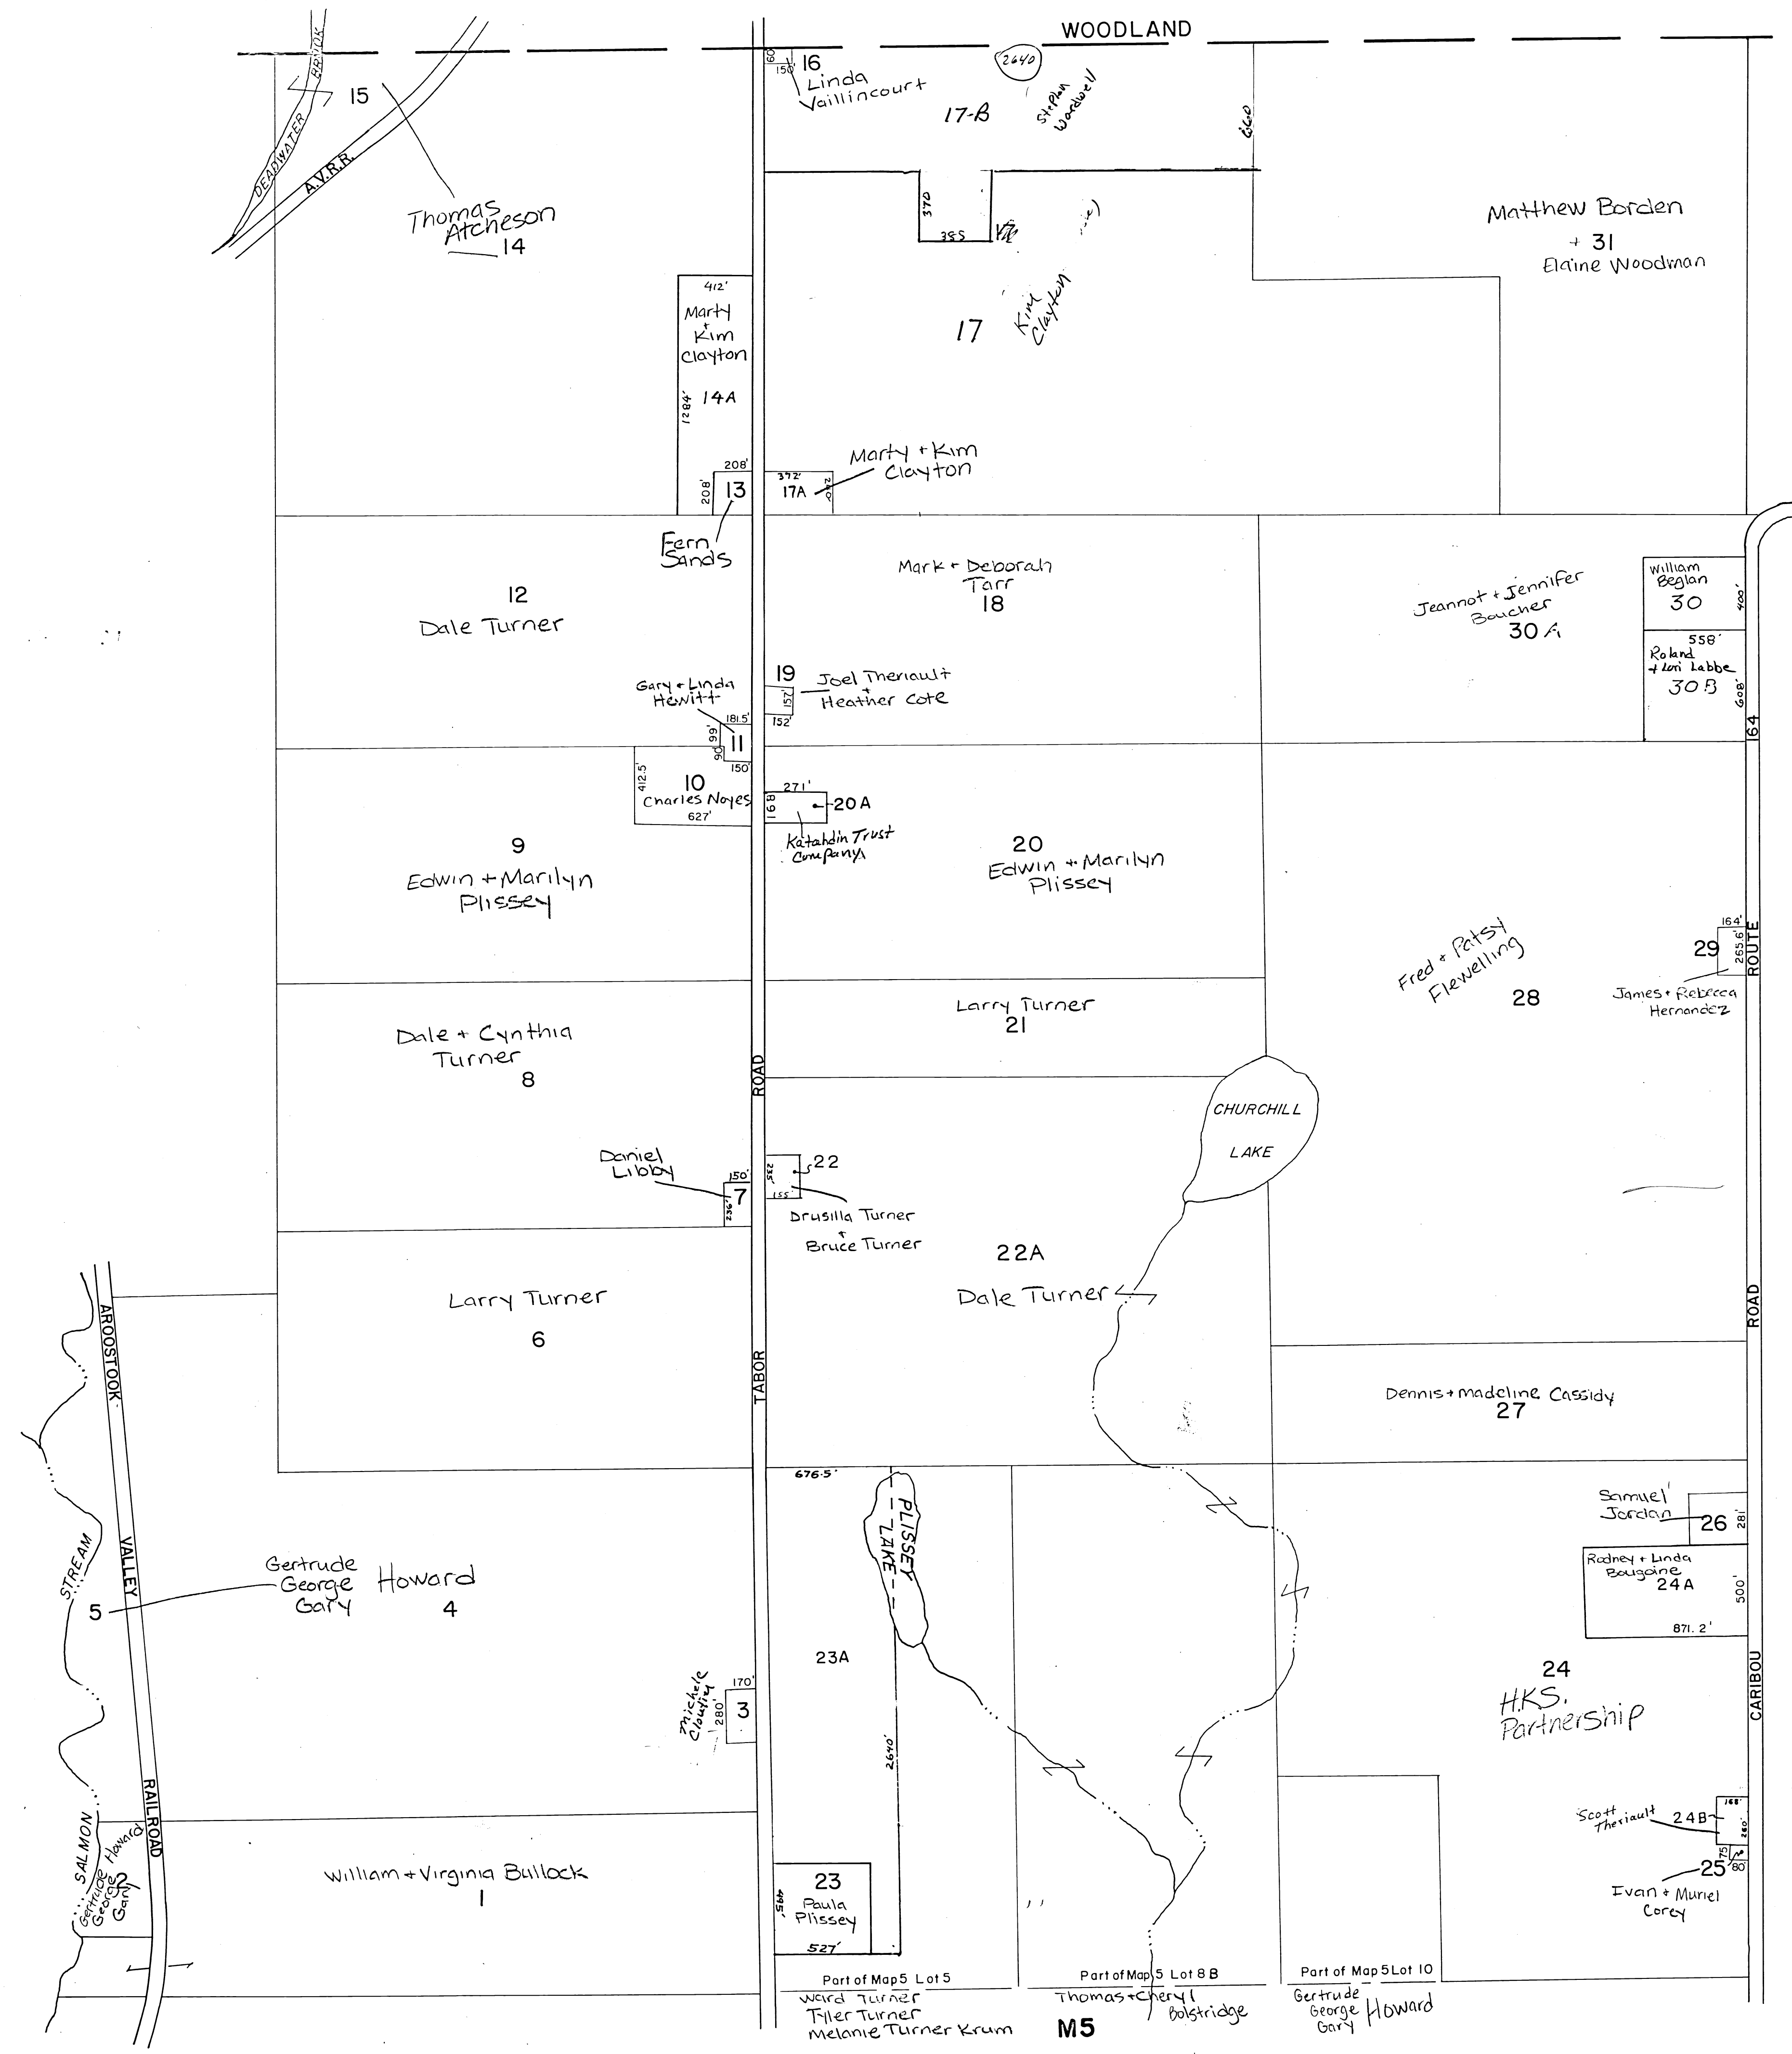 WOODLAND
BROOK
DEADWATER
A.V.R.R.
15
Thomas
Atcheson
14
60
150'
16
Linda
Vaillincourt
2640
17-B
Stephen
Wardwell
660
370
385
Kim
Clayton
17
Matthew Borden
+ 31
Elaine Woodman
412'
Marty
+
Kim
Clayton
1284'
14A
208'
208'
13
Fern
Sands
372'
17A
Marty + Kim
Clayton
12
Dale Turner
Mark + Deborah
Tarr
18
Jeannot + Jennifer
Boucher
30A
William
Beglan
30
400'
558'
Roland
+ Lori Labbe
30B
608'
19
157'
152'
Joel Theriault
+
Heather Cote
Gary + Linda
Hewitt
181.5'
99'
90'
11
150'
412.5'
10
Charles Noyes
627'
271'
168
20A
Katahdin Trust
Company
9
Edwin + Marilyn
Plissey
20
Edwin + Marilyn
Plissey
Fred + Patsy
Flewelling
28
164'
265.6'
29
James + Rebecca
Hernandez
Larry Turner
21
Dale + Cynthia
Turner
8
CHURCHILL
LAKE
Daniel
Libby
150'
7
236'
235'
155'
22
Drusilla Turner
+
Bruce Turner
22A
Dale Turner
Larry Turner
6
Dennis + Madeline Cassidy
27
TABOR ROAD
CARIBOU ROAD
ROUTE 164
AROOSTOOK VALLEY RAILROAD
SALMON STREAM
676.5'
PLISSEY
LAKE
Samuel
Jordan
26
281'
Rodney + Linda
Bougoine
24A
500'
871.2'
Gertrude
George
Gary
Howard
5
4
23A
2640'
24
H.K.S.
Partnership
Michele
Cloutier
170'
280'
3
168'
260'
Scott
Theriault
24B
75
80'
25
Ivan + Muriel
Corey
Gertrude
George
Gary
Howard
2
William + Virginia Bullock
1
23
Paula
Plissey
495'
527'
Part of Map 5 Lot 5
Ward Turner
Tyler Turner
Melanie Turner Krum
Part of Map 5 Lot 8B
Thomas + Cheryl
Bolstridge
Part of Map 5 Lot 10
Gertrude
George
Gary
Howard
M5